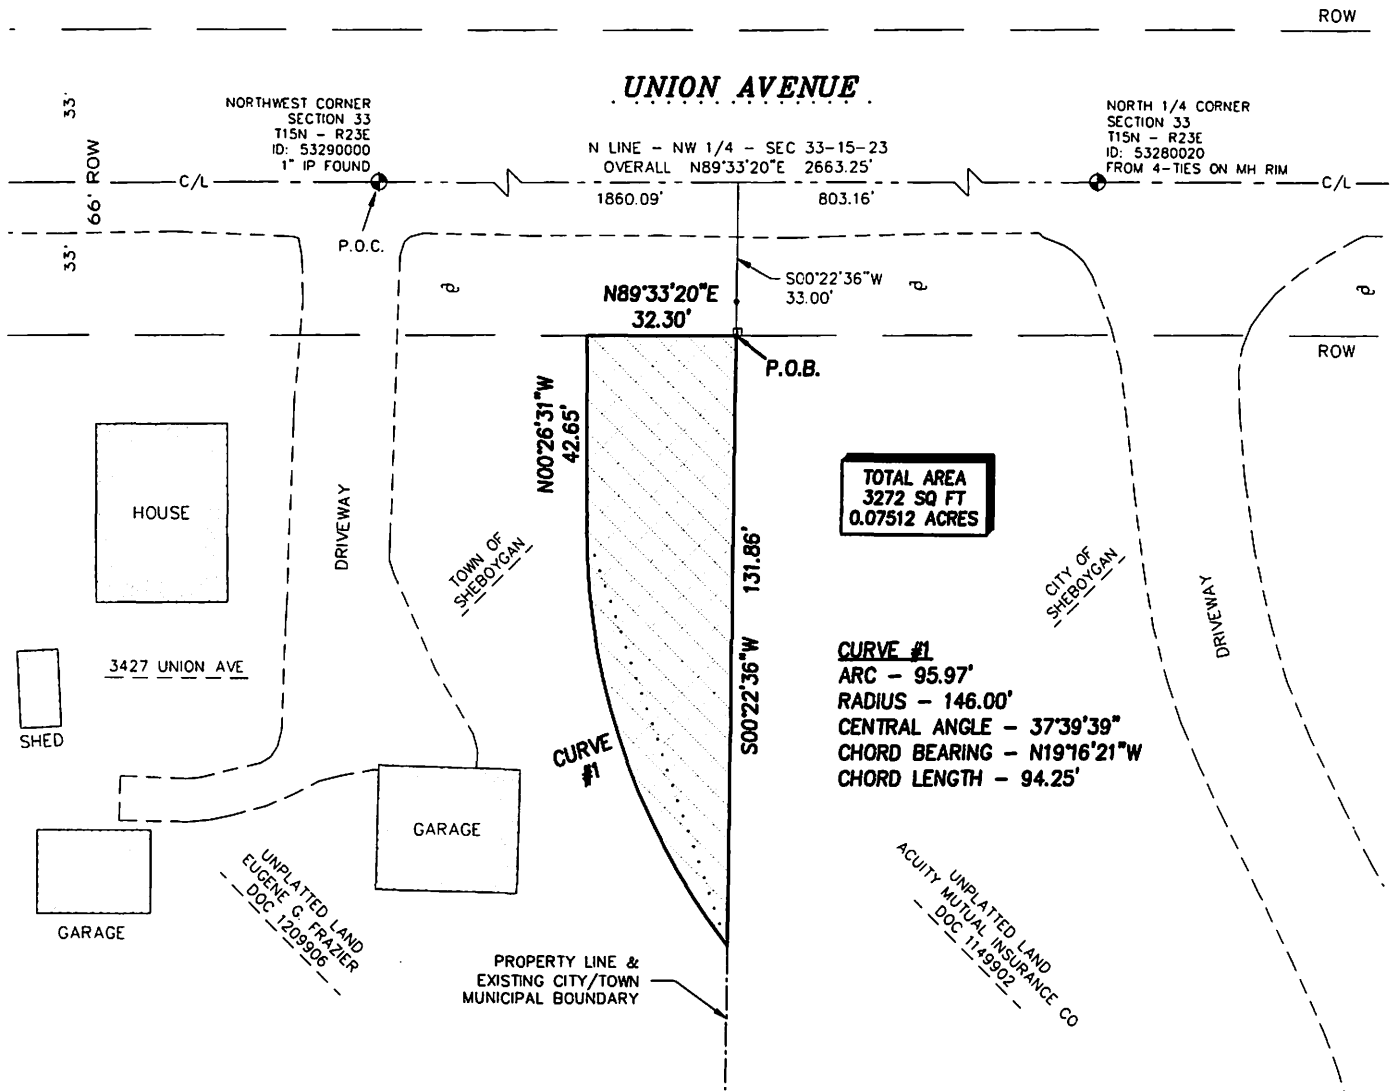 ROW
UNION AVENUE
33'
66' ROW
33'
NORTHWEST CORNER
SECTION 33
T15N - R23E
ID: 53290000
1" IP FOUND
N LINE - NW 1/4 - SEC 33-15-23
OVERALL N89°33'20"E 2663.25'
1860.09'
803.16'
NORTH 1/4 CORNER
SECTION 33
T15N - R23E
ID: 53280020
FROM 4-TIES ON MH RIM
C/L
C/L
P.O.C.
S00°22'36"W
33.00'
N89°33'20"E
32.30'
P.O.B.
ROW
N00°26'31"W
42.65'
HOUSE
DRIVEWAY
TOWN OF
SHEBOYGAN
TOTAL AREA
3272 SQ FT
0.07512 ACRES
131.86'
S00°22'36"W
CITY OF
SHEBOYGAN
DRIVEWAY
3427 UNION AVE
SHED
CURVE
#1
CURVE #1
ARC - 95.97'
RADIUS - 146.00'
CENTRAL ANGLE - 37°39'39"
CHORD BEARING - N19°16'21"W
CHORD LENGTH - 94.25'
GARAGE
GARAGE
UNPLATTED LAND
EUGENE G. FRAZIER
DOC 1209906
UNPLATTED LAND
ACUITY MUTUAL INSURANCE CO
DOC 1149902
PROPERTY LINE &
EXISTING CITY/TOWN
MUNICIPAL BOUNDARY